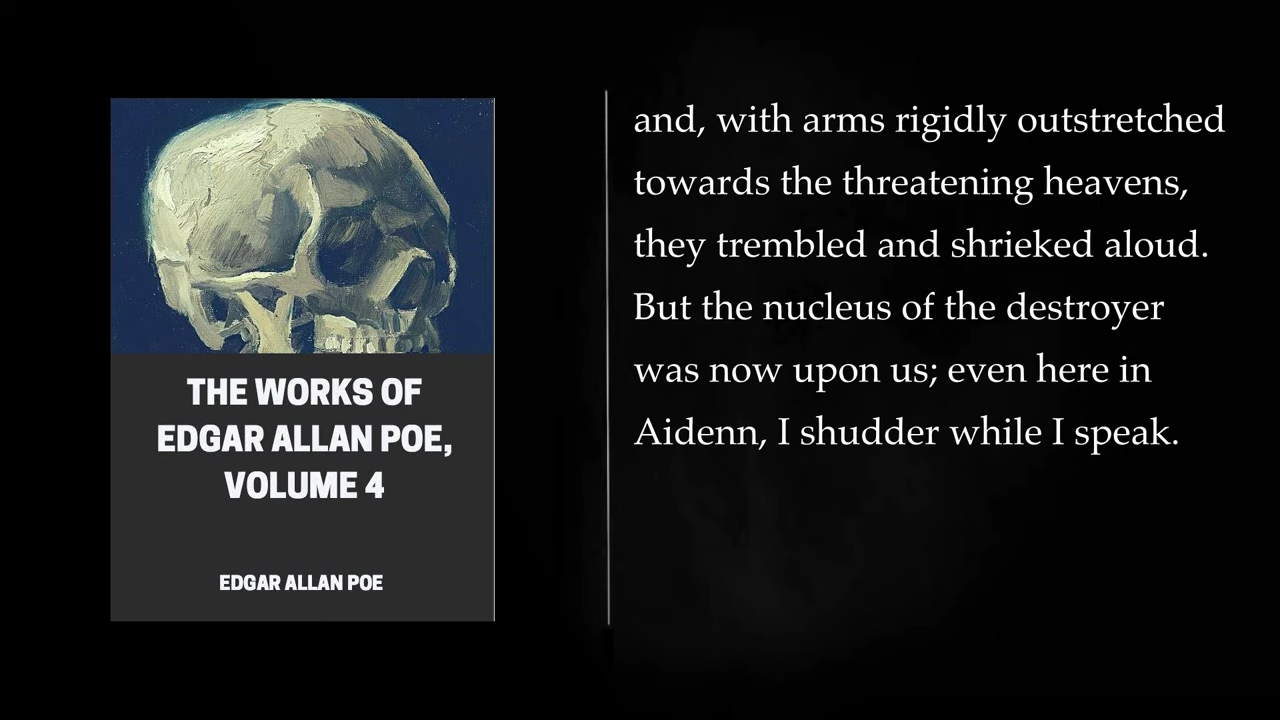 THE WORKS OF
EDGAR ALLAN POE,
VOLUME 4
EDGAR ALLAN POE
and, with arms rigidly outstretched
towards the threatening heavens,
they trembled and shrieked aloud.
But the nucleus of the destroyer
was now upon us; even here in
Aidenn, I shudder while I speak.